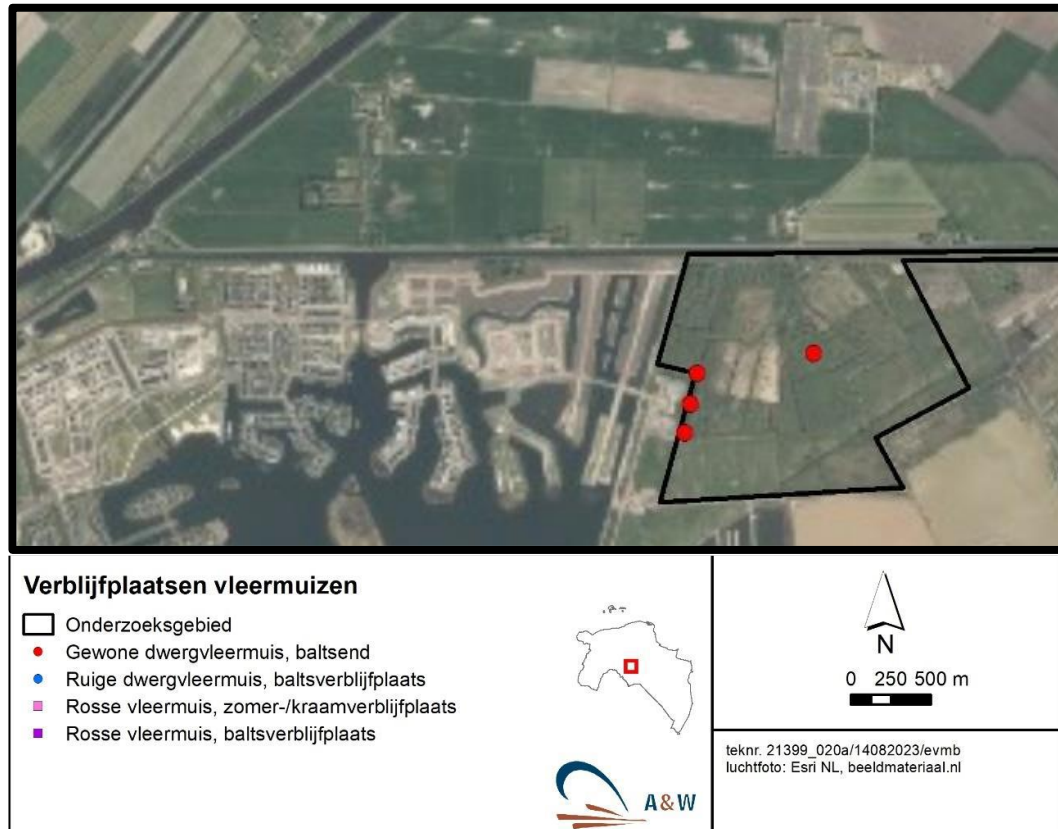 Verblijfplaatsen vleermuizen
Onderzoeksgebied
Gewone dwergvleermuis, baltsend
Ruige dwergvleermuis, baltsverblijfplaats
Rosse vleermuis, zomer-/kraamverblijfplaats
Rosse vleermuis, baltsverblijfplaats
A&W
N
0 250 500 m
teknr. 21399_020a/14082023/evmb
luchtfoto: Esri NL, beeldmateriaal.nl